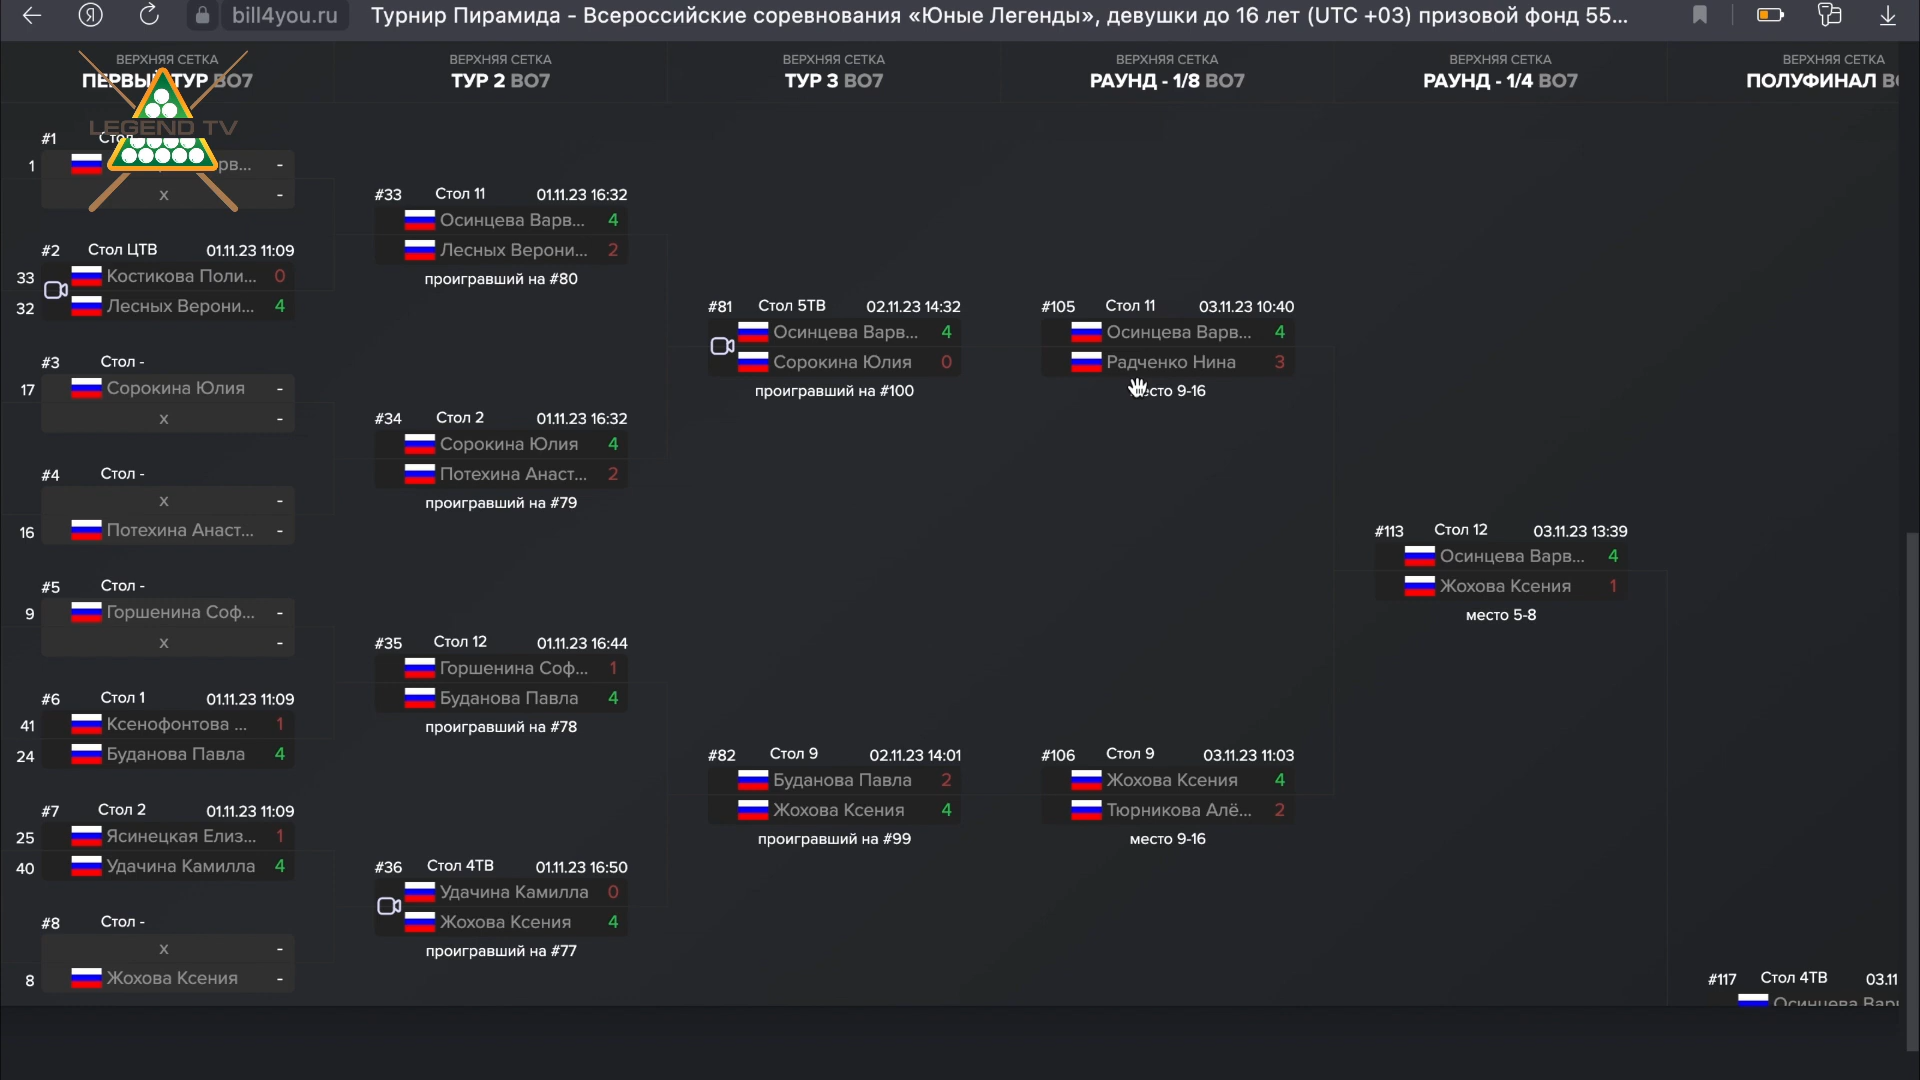 bill4you.ru
Турнир Пирамида - Всероссийские соревнования «Юные Легенды», девушки до 16 лет (UTC +03) призовой фонд 55...
ВЕРХНЯЯ СЕТКА
ПЕРВЫЙ ТУР BO7
ВЕРХНЯЯ СЕТКА
ТУР 2 BO7
ВЕРХНЯЯ СЕТКА
ТУР 3 BO7
ВЕРХНЯЯ СЕТКА
РАУНД - 1/8 BO7
ВЕРХНЯЯ СЕТКА
РАУНД - 1/4 BO7
ВЕРХНЯЯ СЕТКА
ПОЛУФИНАЛ
LEGEND TV
#1 Стол
1 рв... -
x -
#2 Стол ЦТВ 01.11.23 11:09
33 Костикова Поли... 0
32 Лесных Верони... 4
#3 Стол -
17 Сорокина Юлия -
x -
#4 Стол -
x -
16 Потехина Анаст... -
#5 Стол -
9 Горшенина Соф... -
x -
#6 Стол 1 01.11.23 11:09
41 Ксенофонтова ... 1
24 Буданова Павла 4
#7 Стол 2 01.11.23 11:09
25 Ясинецкая Елиз... 1
40 Удачина Камилла 4
#8 Стол -
x -
8 Жохова Ксения -
#33 Стол 11 01.11.23 16:32
Осинцева Варв... 4
Лесных Верони... 2
проигравший на #80
#34 Стол 2 01.11.23 16:32
Сорокина Юлия 4
Потехина Анаст... 2
проигравший на #79
#35 Стол 12 01.11.23 16:44
Горшенина Соф... 1
Буданова Павла 4
проигравший на #78
#36 Стол 4ТВ 01.11.23 16:50
Удачина Камилла 0
Жохова Ксения 4
проигравший на #77
#81 Стол 5ТВ 02.11.23 14:32
Осинцева Варв... 4
Сорокина Юлия 0
проигравший на #100
#82 Стол 9 02.11.23 14:01
Буданова Павла 2
Жохова Ксения 4
проигравший на #99
#105 Стол 11 03.11.23 10:40
Осинцева Варв... 4
Радченко Нина 3
место 9-16
#106 Стол 9 03.11.23 11:03
Жохова Ксения 4
Тюрникова Алё... 2
место 9-16
#113 Стол 12 03.11.23 13:39
Осинцева Варв... 4
Жохова Ксения 1
место 5-8
#117 Стол 4ТВ 03.11
Осинцева Вар